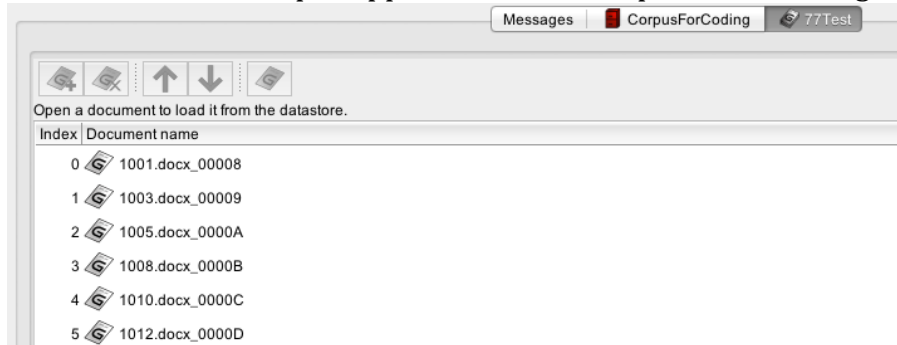 Messages CorpusForCoding 77Test
Open a document to load it from the datastore.
Index Document name
0 1001.docx_00008
1 1003.docx_00009
2 1005.docx_0000A
3 1008.docx_0000B
4 1010.docx_0000C
5 1012.docx_0000D